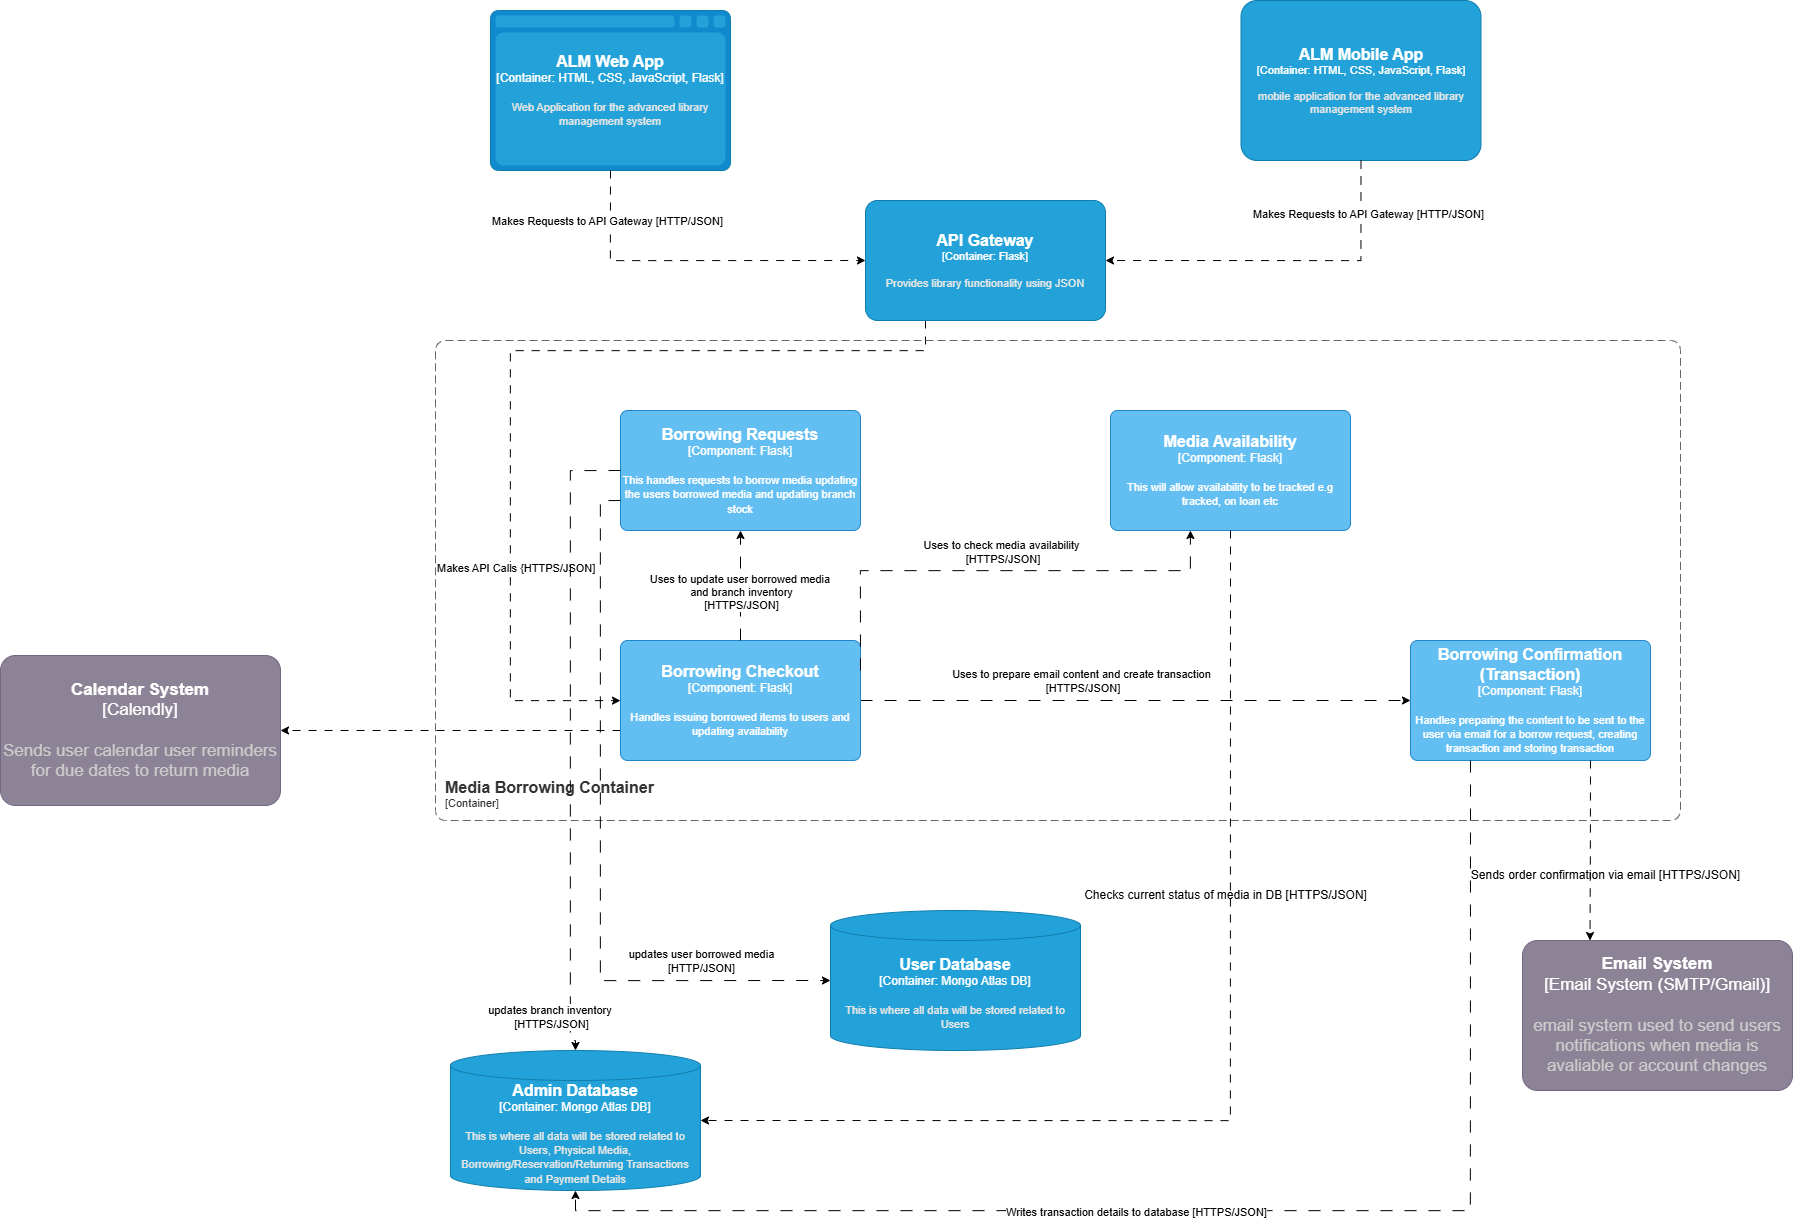 ALM Web App
[Container: HTML, CSS, JavaScript, Flask]
Web Application for the advanced library
management system
ALM Mobile App
[Container: HTML, CSS, JavaScript, Flask]
mobile application for the advanced library
management system
Makes Requests to API Gateway [HTTP/JSON]
Makes Requests to API Gateway [HTTP/JSON]
API Gateway
[Container: Flask]
Provides library functionality using JSON
Borrowing Requests
[Component: Flask]
This handles requests to borrow media updating
the users borrowed media and updating branch
stock
Media Availability
[Component: Flask]
This will allow availability to be tracked e.g
tracked, on loan etc
Makes API Calls {HTTPS/JSON]
Uses to update user borrowed media
and branch inventory
[HTTPS/JSON]
Uses to check media availability
[HTTPS/JSON]
Calendar System
[Calendly]
Sends user calendar user reminders
for due dates to return media
Borrowing Checkout
[Component: Flask]
Handles issuing borrowed items to users and
updating availability
Uses to prepare email content and create transaction
[HTTPS/JSON]
Borrowing Confirmation
(Transaction)
[Component: Flask]
Handles preparing the content to be sent to the
user via email for a borrow request, creating
transaction and storing transaction
Media Borrowing Container
[Container]
Checks current status of media in DB [HTTPS/JSON]
Sends order confirmation via email [HTTPS/JSON]
updates user borrowed media
[HTTP/JSON]
User Database
[Container: Mongo Atlas DB]
This is where all data will be stored related to
Users
Email System
[Email System (SMTP/Gmail)]
email system used to send users
notifications when media is
avaliable or account changes
updates branch inventory
[HTTPS/JSON]
Admin Database
[Container: Mongo Atlas DB]
This is where all data will be stored related to
Users, Physical Media,
Borrowing/Reservation/Returning Transactions
and Payment Details
Writes transaction details to database [HTTPS/JSON]